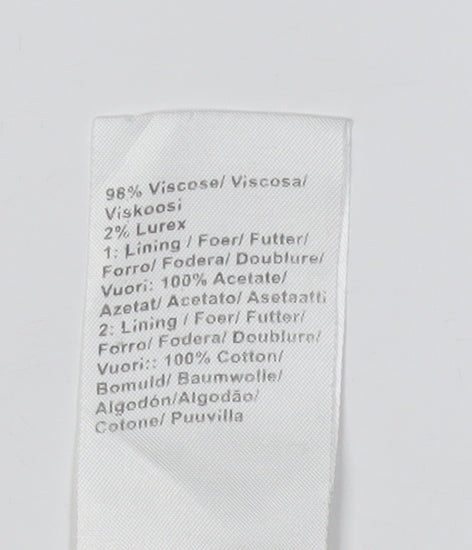 98% Viscose/ Viscosa/
Viskoosi
2% Lurex
1: Lining / Foer/ Futter/
Forro/ Fodera/ Doublure/
Vuori: 100% Acetate/
Azetat/ Acetato/ Asetaatti
2: Lining / Foer/ Futter/
Forro/ Fodera/ Doublure/
Vuori:: 100% Cotton/
Bomuld/ Baumwolle/
Algodón/Algodão/
Cotone/ Puuvilla